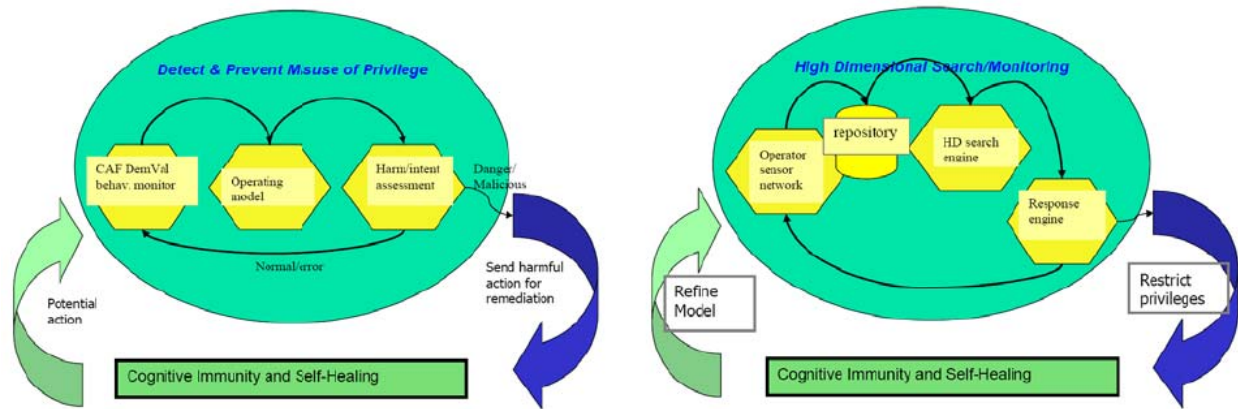 Detect & Prevent Misuse of Privilege
CAF DemVal
behav. monitor
Operating
model
Harm/intent
assessment
Danger/
Malicious
Normal/error
Potential
action
Send harmful
action for
remediation
Cognitive Immunity and Self-Healing
High Dimensional Search/Monitoring
repository
Operator
sensor
network
HD search
engine
Response
engine
Refine
Model
Restrict
privileges
Cognitive Immunity and Self-Healing